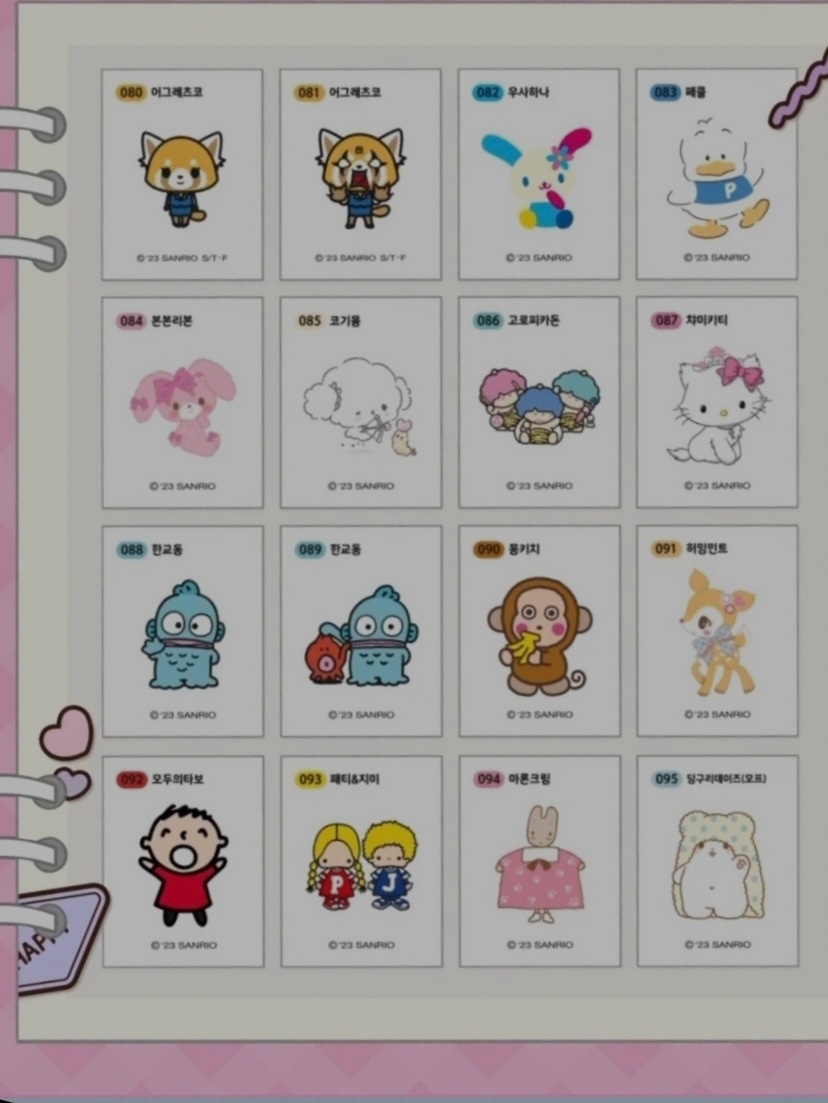 080 어그레츠코
081 어그레츠코
082 우사하나
083 페클
P
©'23 SANRIO S/T·F
©'23 SANRIO S/T·F
©'23 SANRIO
©'23 SANRIO
084 본본리본
085 코기뮹
086 고로피카돈
087 챠미키티
©'23 SANRIO
©'23 SANRIO
©'23 SANRIO
©'23 SANRIO
088 한교동
089 한교동
090 몽키치
091 허밍민트
©'23 SANRIO
©'23 SANRIO
©'23 SANRIO
©'23 SANRIO
092 모두의타보
093 패티&지미
094 마론크림
095 딩구리데이즈(모프)
P
J
©'23 SANRIO
©'23 SANRIO
©'23 SANRIO
©'23 SANRIO
HAPPY